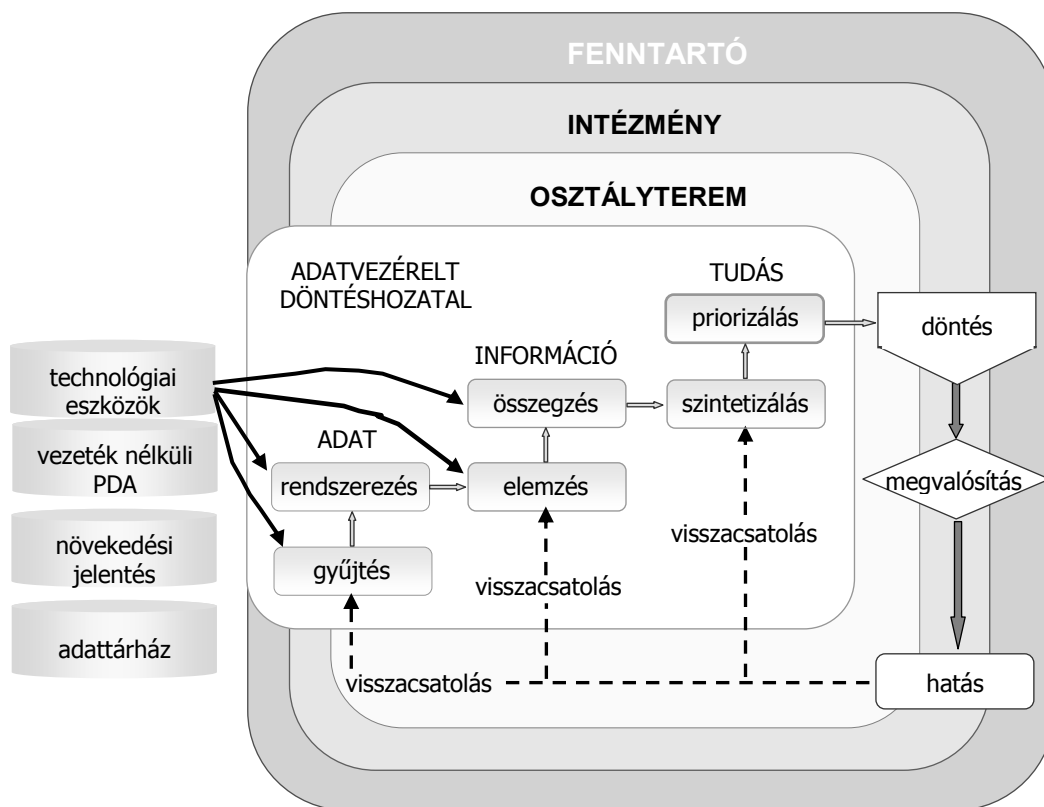 FENNTARTÓ
INTÉZMÉNY
OSZTÁLYTEREM
ADATVEZÉRELT
DÖNTÉSHOZATAL
TUDÁS
priorizálás
döntés
INFORMÁCIÓ
technológiai
eszközök
összegzés
szintetizálás
ADAT
vezeték nélküli
PDA
rendszerezés
elemzés
megvalósítás
növekedési
jelentés
gyűjtés
visszacsatolás
visszacsatolás
adattárház
visszacsatolás
hatás